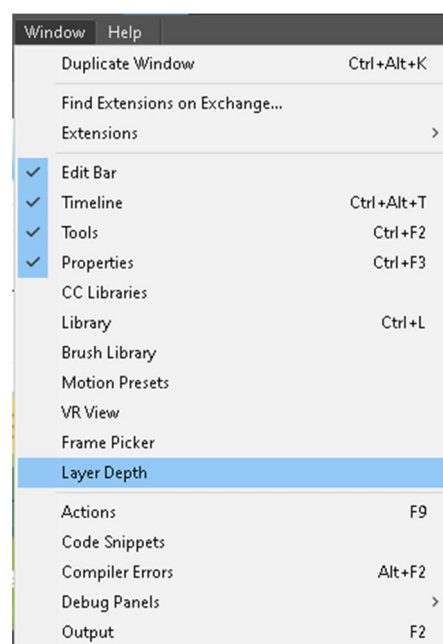 Window Help
Duplicate Window Ctrl+Alt+K
Find Extensions on Exchange...
Extensions >
Edit Bar
Timeline Ctrl+Alt+T
Tools Ctrl+F2
Properties Ctrl+F3
CC Libraries
Library Ctrl+L
Brush Library
Motion Presets
VR View
Frame Picker
Layer Depth
Actions F9
Code Snippets
Compiler Errors Alt+F2
Debug Panels >
Output F2